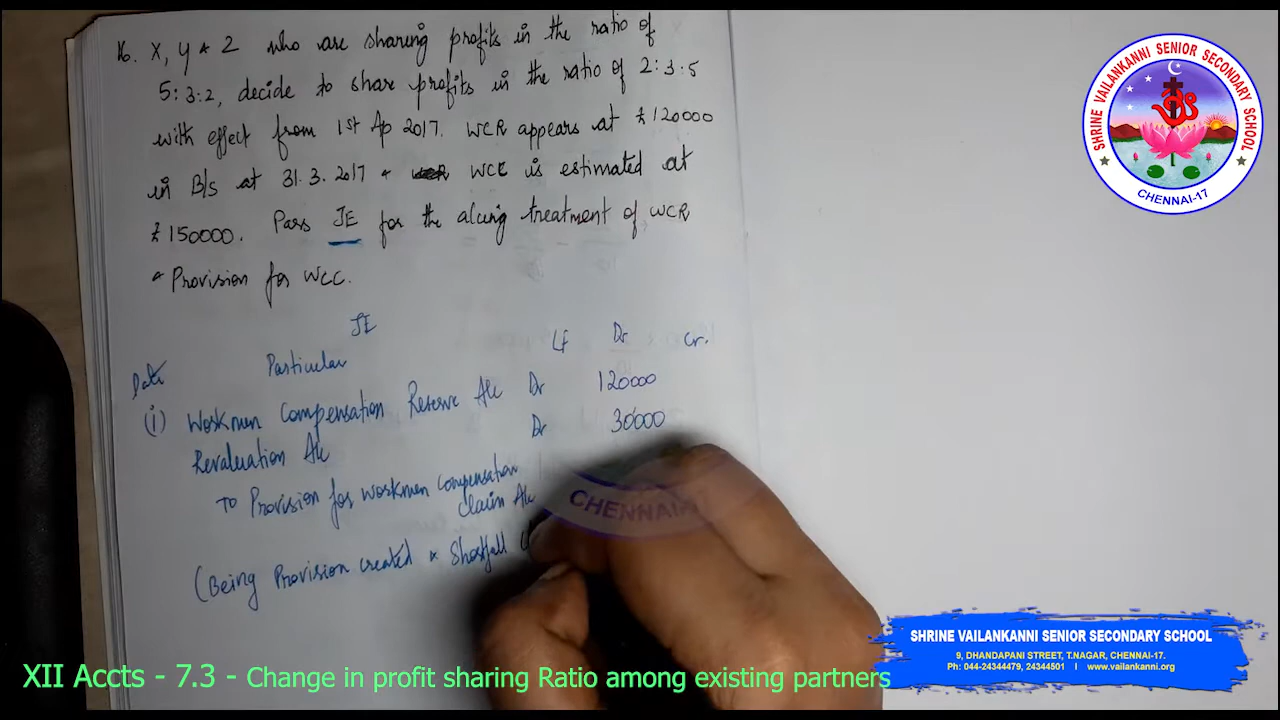 16. X, Y & Z who are sharing profits in the ratio of
5:3:2, decide to share profits in the ratio of 2:3:5
with effect from 1st Ap 2017. WCR appears at ₹120000
in B/s at 31.3.2017 & WCC is estimated at
₹150000. Pass JE for the acung treatment of WCR
& Provision for WCC.
JE
Date Particular LF Dr Cr.
(i) Workmen Compensation Reserve A/c Dr 120000
Revaluation A/c Dr 30000
To Provision for workmen compensation
claim A/c
(Being Provision created & Shortfall
SHRINE VAILANKANNI SENIOR SECONDARY SCHOOL
CHENNAI-17
CHENNAI
SHRINE VAILANKANNI SENIOR SECONDARY SCHOOL
9, DHANDAPANI STREET, T.NAGAR, CHENNAI-17.
Ph: 044-24344479, 24344501 I www.vailankanni.org
XII Accts - 7.3 - Change in profit sharing Ratio among existing partners